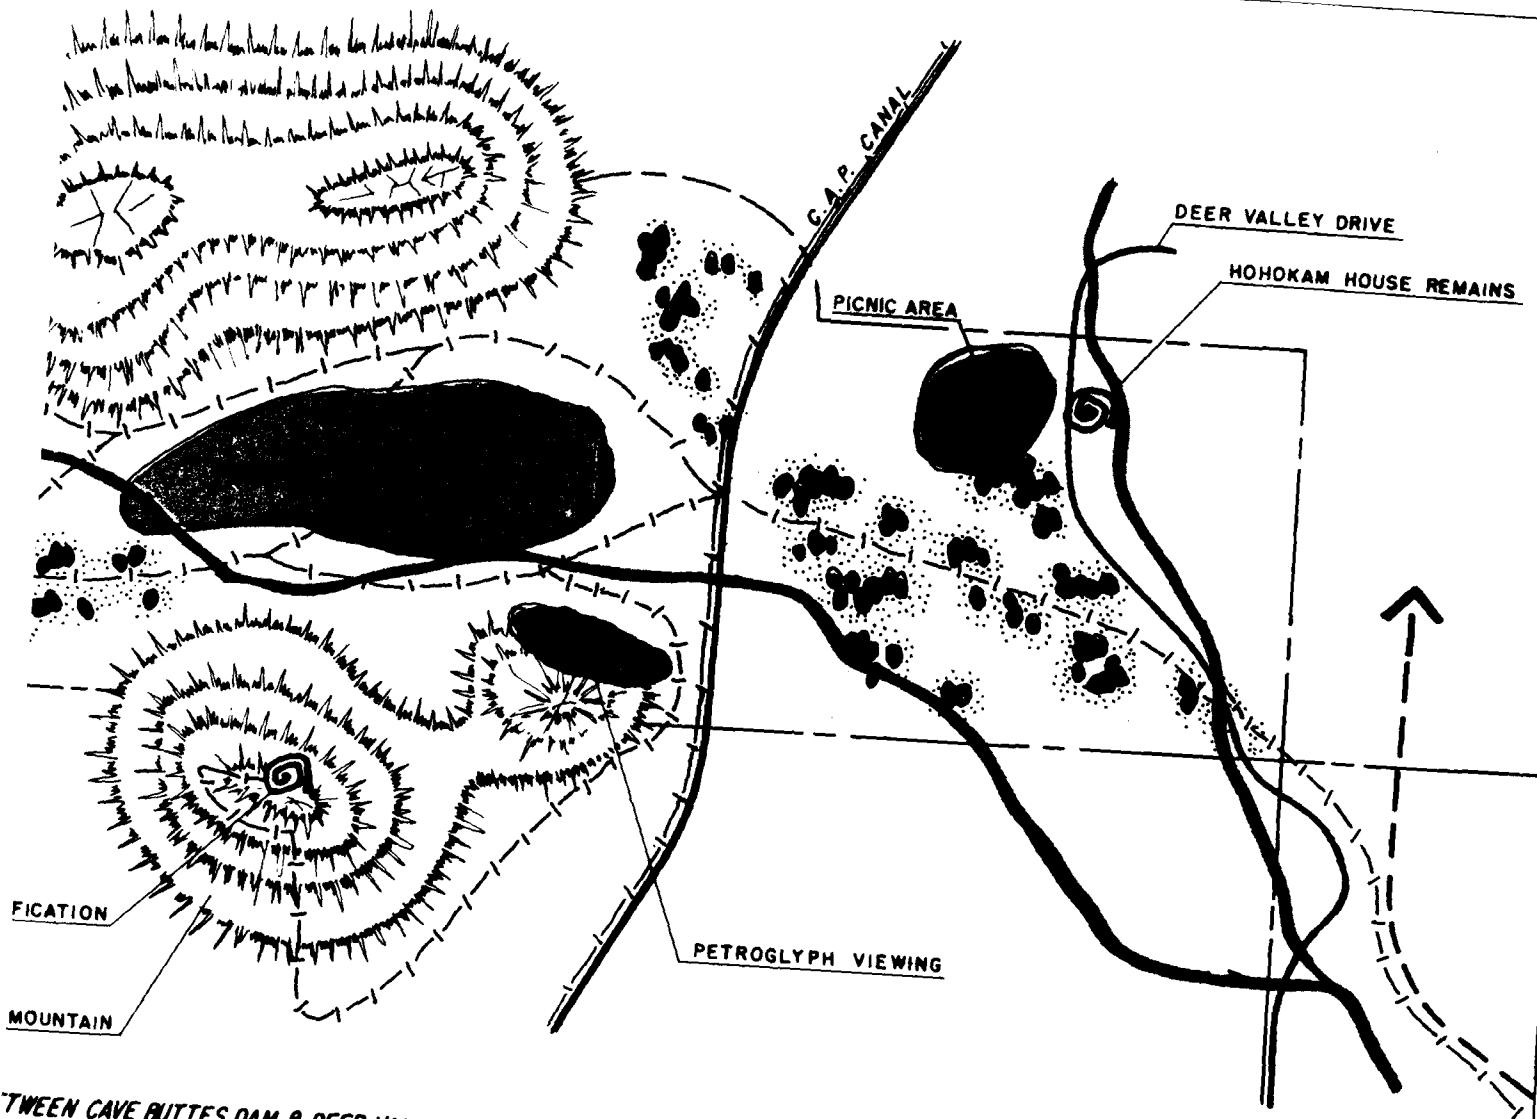 C.A.P. CANAL
DEER VALLEY DRIVE
HOHOKAM HOUSE REMAINS
PICNIC AREA
FICATION
PETROGLYPH VIEWING
MOUNTAIN
TWEEN CAVE BUTTES DAM &